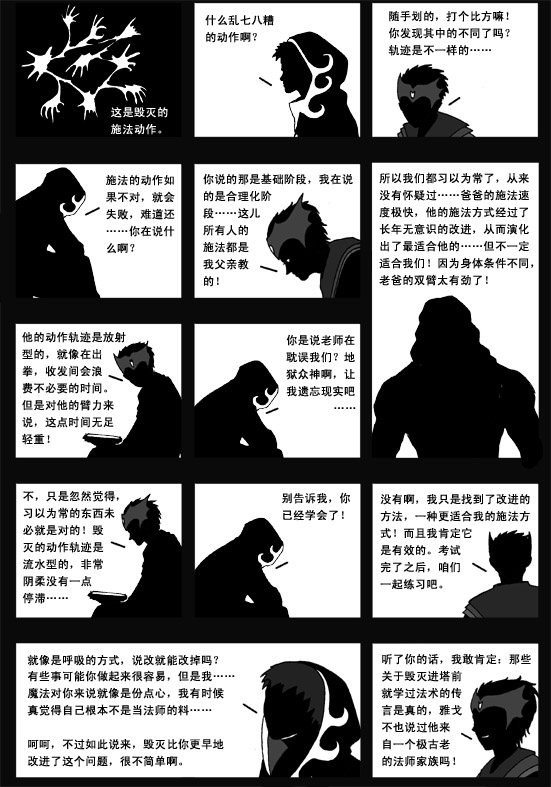 这是毁灭的
施法动作。
什么乱七八糟
的动作啊？
随手划的，打个比方嘛！
你发现其中的不同了吗？
轨迹是不一样的……
施法的动作如
果不对，就会
失败，难道还
……你在说什
么啊？
你说的那是基础阶段，我在说
的是合理化阶
段……这儿
所有人的
施法都是
我父亲教
的！
所以我们都习以为常了，从来
没有怀疑过……爸爸的施法速
度极快，他的施法方式经过了
长年无意识的改进，从而演化
出了最适合他的……但不一定
适合我们！因为身体条件不同，
老爸的双臂太有劲了！
他的动作轨迹是放射
型的，就像在出
拳，收发间会浪
费不必要的时间。
但是对他的臂力来
说，这点时间无足
轻重！
你是说老师在
耽误我们？地
狱众神啊，让
我遗忘现实吧
……
不，只是忽然觉得，
习以为常的东西未
必就是对的！毁
灭的动作轨迹是
流水型的，非常
阴柔没有一点
停滞……
别告诉我，你
已经学会了！
没有啊，我只是找到了改进的
方法，一种更适合我的施法方
式！而且我肯定它
是有效的。考试
完了之后，咱们
一起练习吧。
就像是呼吸的方式，说改就能改掉吗？
有些事可能你做起来很容易，但是我……
魔法对你来说就像是份点心，我有时候
真觉得自己根本不是当法师的料……
呵呵，不过如此说来，毁灭比你更早地
改进了这个问题，很不简单啊。
听了你的话，我敢肯定：那些
关于毁灭进塔前
就学过法术的传
言是真的，雅戈
不也说过他来
自一个极古老
的法师家族吗！